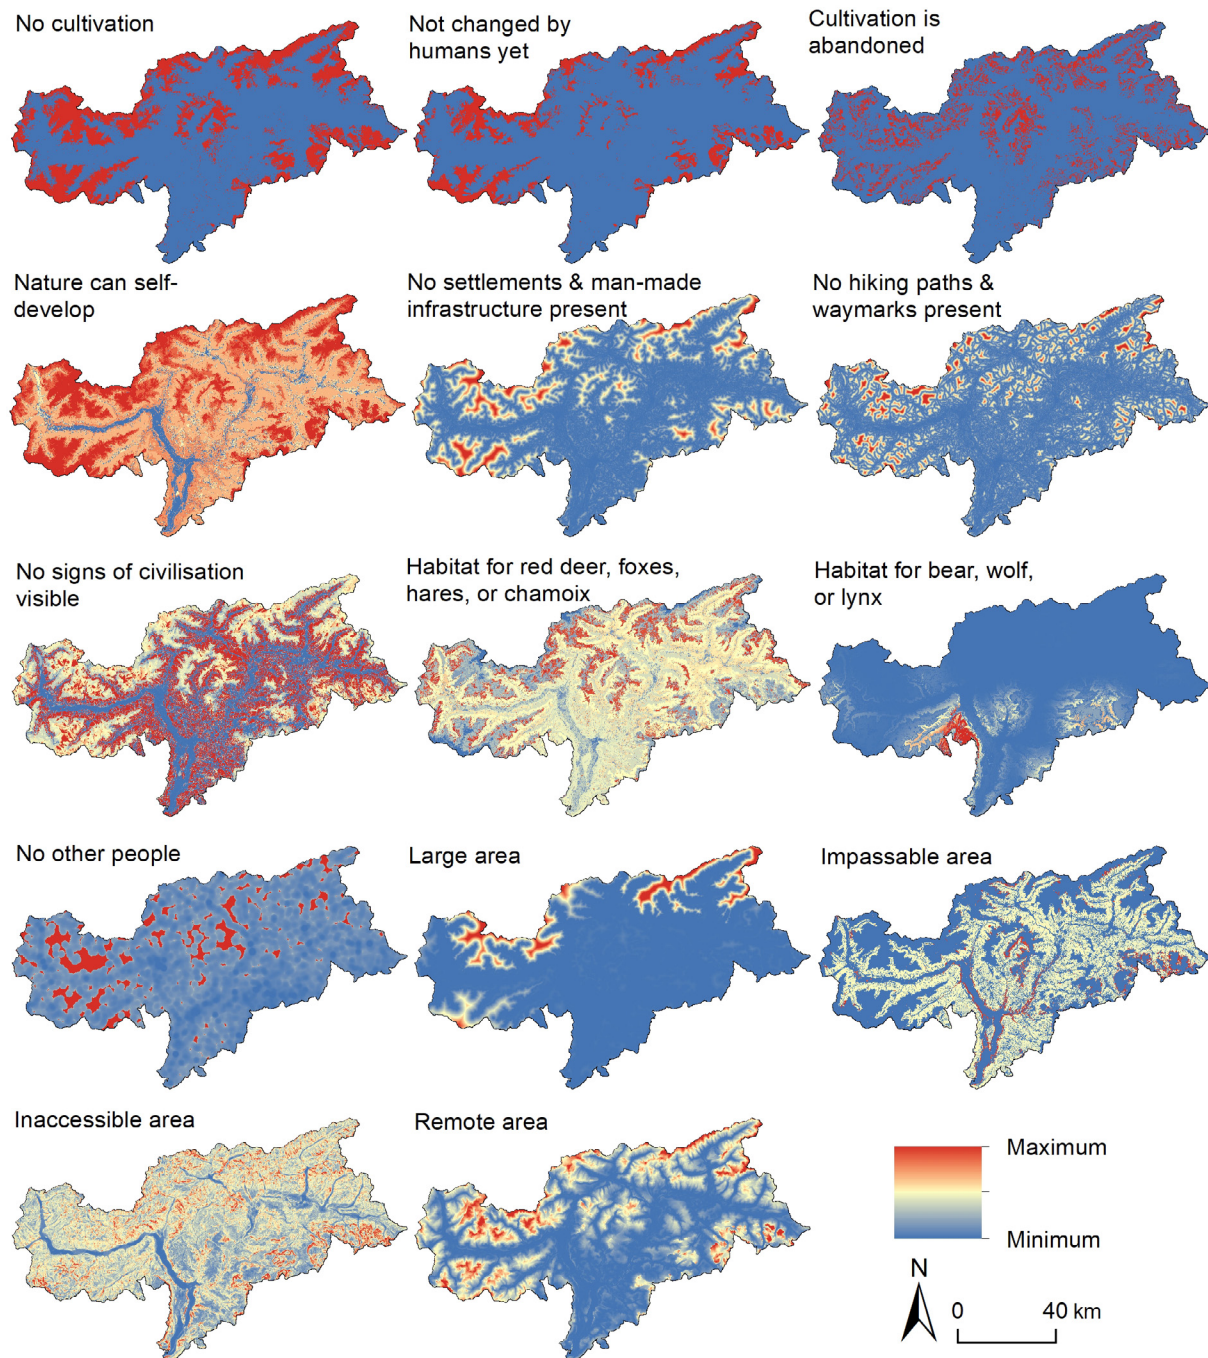 No cultivation
Not changed by
humans yet
Cultivation is
abandoned
Nature can self-
develop
No settlements & man-made
infrastructure present
No hiking paths &
waymarks present
No signs of civilisation
visible
Habitat for red deer, foxes,
hares, or chamoix
Habitat for bear, wolf,
or lynx
No other people
Large area
Impassable area
Inaccessible area
Remote area
Maximum
Minimum
N
0 40 km